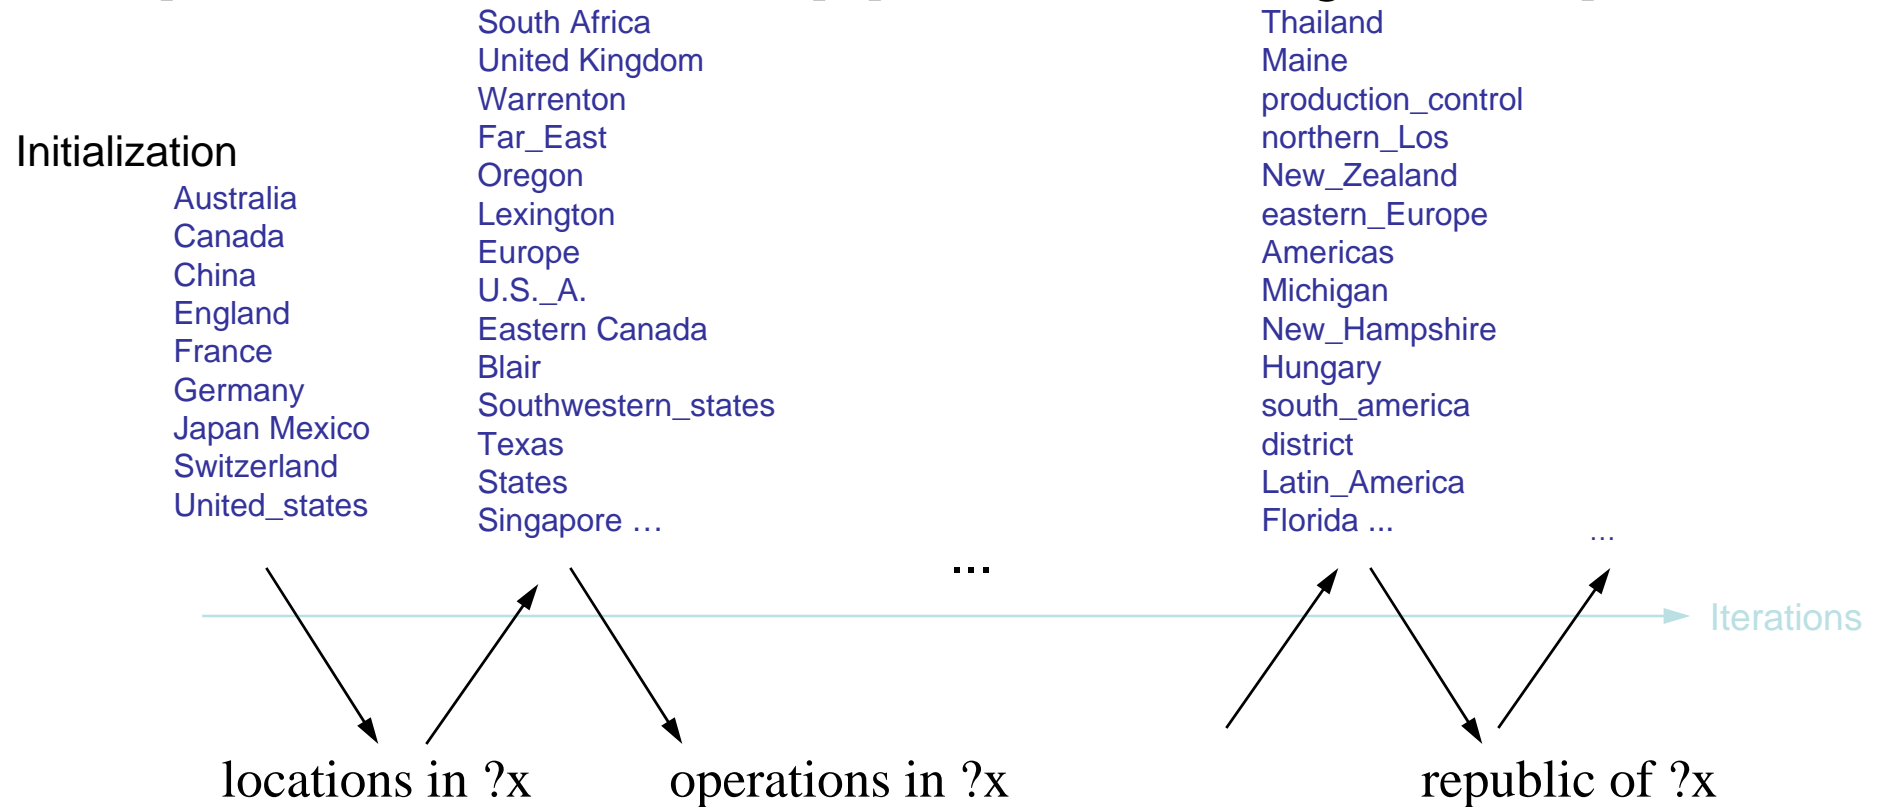 Initialization
Australia
Canada
China
England
France
Germany
Japan Mexico
Switzerland
United_states
South Africa
United Kingdom
Warrenton
Far_East
Oregon
Lexington
Europe
U.S._A.
Eastern Canada
Blair
Southwestern_states
Texas
States
Singapore …
...
Thailand
Maine
production_control
northern_Los
New_Zealand
eastern_Europe
Americas
Michigan
New_Hampshire
Hungary
south_america
district
Latin_America
Florida ...
...
Iterations
locations in ?x
operations in ?x
republic of ?x